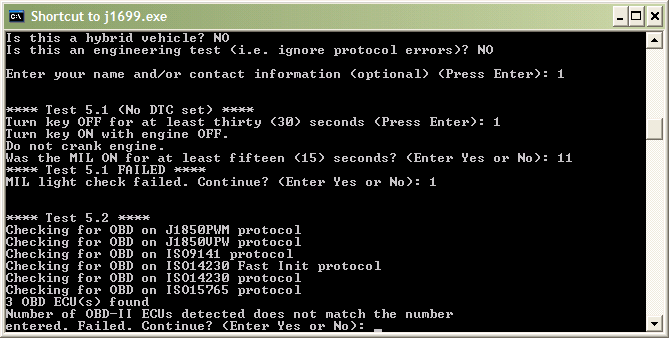 Shortcut to j1699.exe
Is this a hybrid vehicle? NO
Is this an engineering test (i.e. ignore protocol errors)? NO
Enter your name and/or contact information (optional) (Press Enter): 1
**** Test 5.1 (No DTC set) ****
Turn key OFF for at least thirty (30) seconds (Press Enter): 1
Turn key ON with engine OFF.
Do not crank engine.
Was the MIL ON for at least fifteen (15) seconds? (Enter Yes or No): 11
**** Test 5.1 FAILED ****
MIL light check failed. Continue? (Enter Yes or No): 1
**** Test 5.2 ****
Checking for OBD on J1850PWM protocol
Checking for OBD on J1850VPW protocol
Checking for OBD on ISO9141 protocol
Checking for OBD on ISO14230 Fast Init protocol
Checking for OBD on ISO14230 protocol
Checking for OBD on ISO15765 protocol
3 OBD ECU(s) found
Number of OBD-II ECUs detected does not match the number
entered. Failed. Continue? (Enter Yes or No): _